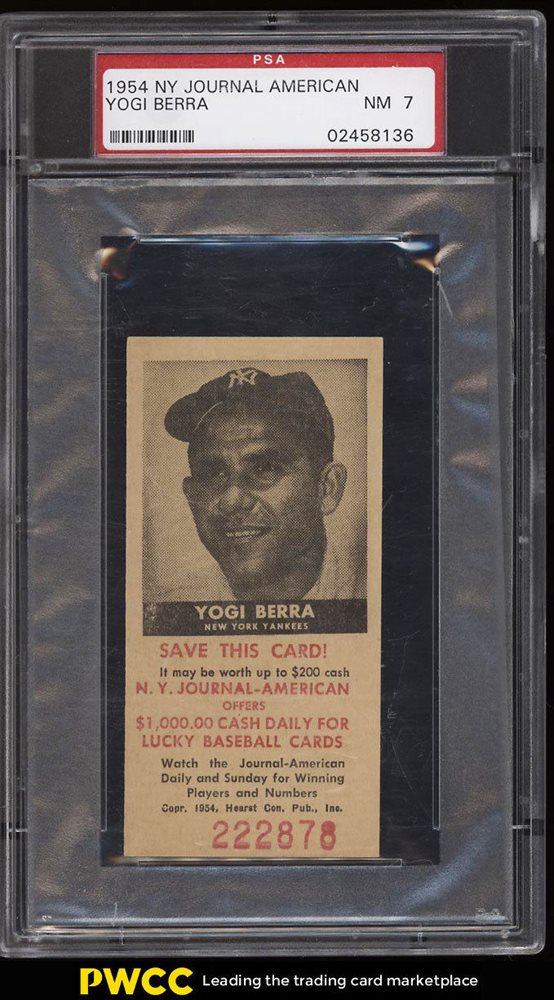 PSA
1954 NY JOURNAL AMERICAN
YOGI BERRA NM 7
02458136
NY
YOGI BERRA
NEW YORK YANKEES
SAVE THIS CARD!
It may be worth up to $200 cash
N. Y. JOURNAL-AMERICAN
OFFERS
$1,000.00 CASH DAILY FOR
LUCKY BASEBALL CARDS
Watch the Journal-American
Daily and Sunday for Winning
Players and Numbers
Copr. 1954, Hearst Con. Pub., Inc.
222878
PWCC Leading the trading card marketplace